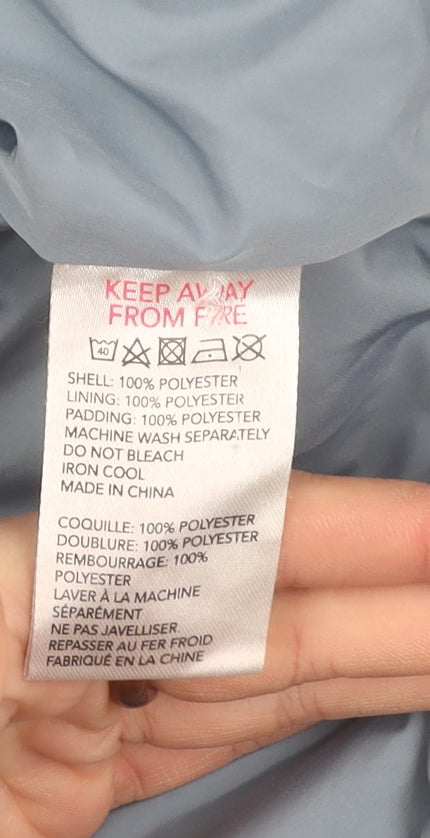 KEEP AWAY
FROM FIRE
40
SHELL: 100% POLYESTER
LINING: 100% POLYESTER
PADDING: 100% POLYESTER
MACHINE WASH SEPARATELY
DO NOT BLEACH
IRON COOL
MADE IN CHINA
COQUILLE: 100% POLYESTER
DOUBLURE: 100% POLYESTER
REMBOURRAGE: 100%
POLYESTER
LAVER À LA MACHINE
SÉPARÉMENT
NE PAS JAVELLISER.
REPASSER AU FER FROID
FABRIQUÉ EN LA CHINE